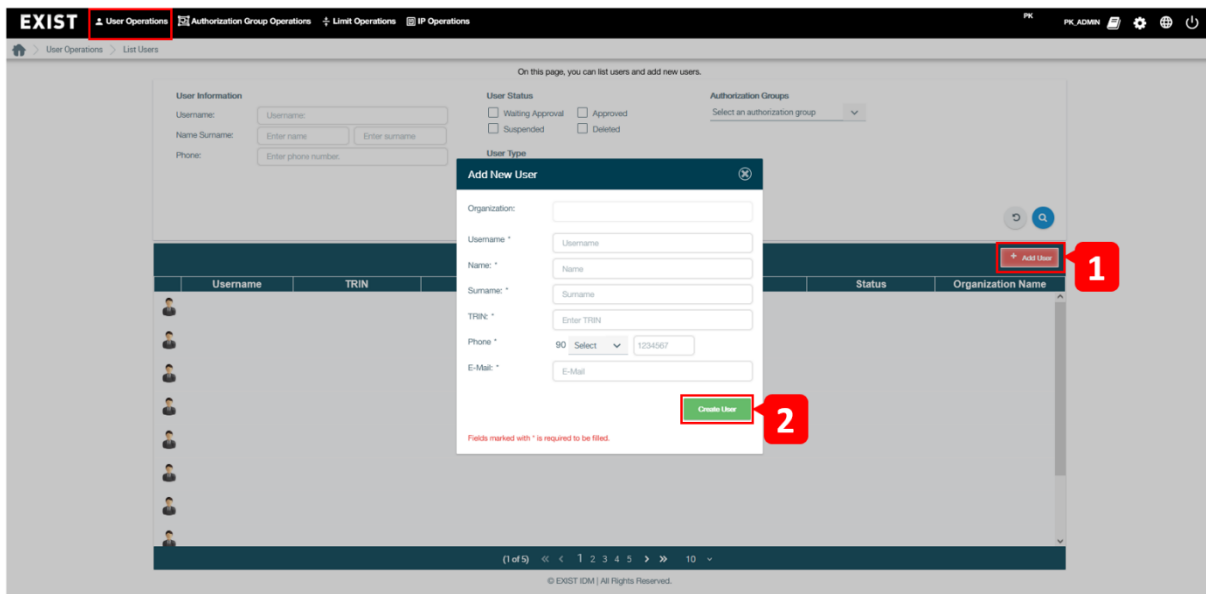 EXIST User Operations Authorization Group Operations Limit Operations IP Operations PK PK_ADMIN
User Operations List Users
On this page, you can list users and add new users.
User Information User Status Authorization Groups
Username: Username: Waiting Approval Approved Select an authorization group
Name Surname: Enter name Enter surname Suspended Deleted
Phone: Enter phone number. User Type
Add New User
Organization:
Username * Username
Name: * Name
Surname: * Surname
TRIN: * Enter TRIN
Phone * 90 Select 1234567
E-Mail: * E-Mail
Create User
2
Fields marked with * is required to be filled.
+ Add User
1
Username TRIN Status Organization Name
(1 of 5) « < 1 2 3 4 5 > » 10
© EXIST IDM | All Rights Reserved.